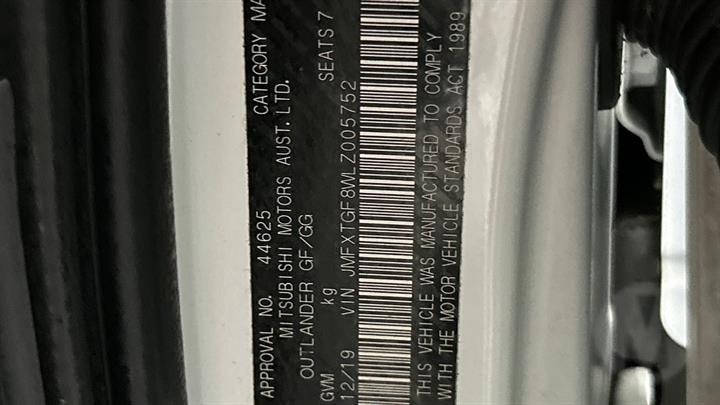 APPROVAL NO. 44625 CATEGORY MA
MITSUBISHI MOTORS AUST. LTD.
OUTLANDER GF/GG
GVM kg SEATS 7
12/19 VIN JMFXTGF8WLZ005752
THIS VEHICLE WAS MANUFACTURED TO COMPLY
WITH THE MOTOR VEHICLE STANDARDS ACT 1989